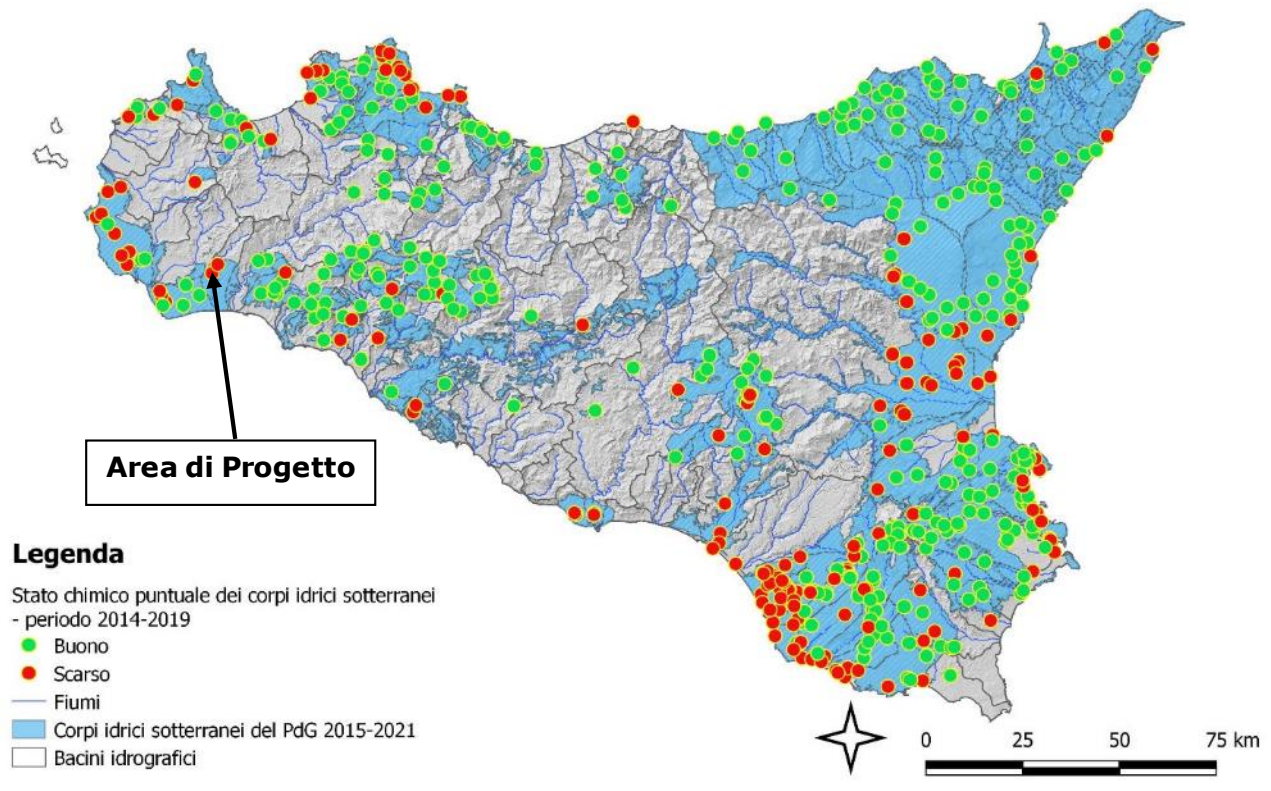 Area di Progetto
Legenda
Stato chimico puntuale dei corpi idrici sotterranei
- periodo 2014-2019
Buono
Scarso
Fiumi
Corpi idrici sotterranei del PdG 2015-2021
Bacini idrografici
0 25 50 75 km